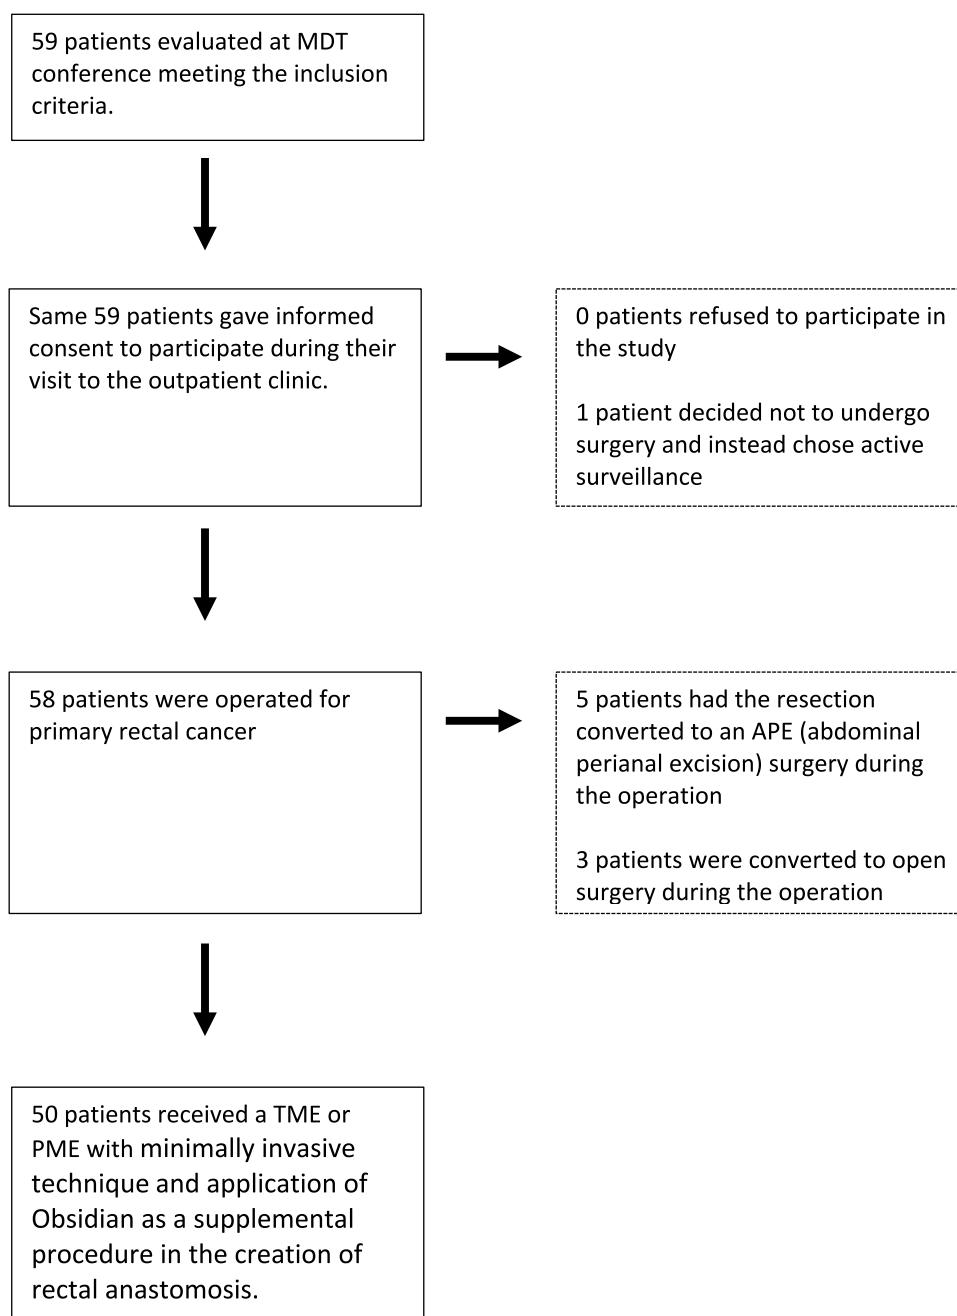 59 patients evaluated at MDT
conference meeting the inclusion
criteria.
Same 59 patients gave informed
consent to participate during their
visit to the outpatient clinic.
0 patients refused to participate in
the study
1 patient decided not to undergo
surgery and instead chose active
surveillance
58 patients were operated for
primary rectal cancer
5 patients had the resection
converted to an APE (abdominal
perianal excision) surgery during
the operation
3 patients were converted to open
surgery during the operation
50 patients received a TME or
PME with minimally invasive
technique and application of
Obsidian as a supplemental
procedure in the creation of
rectal anastomosis.